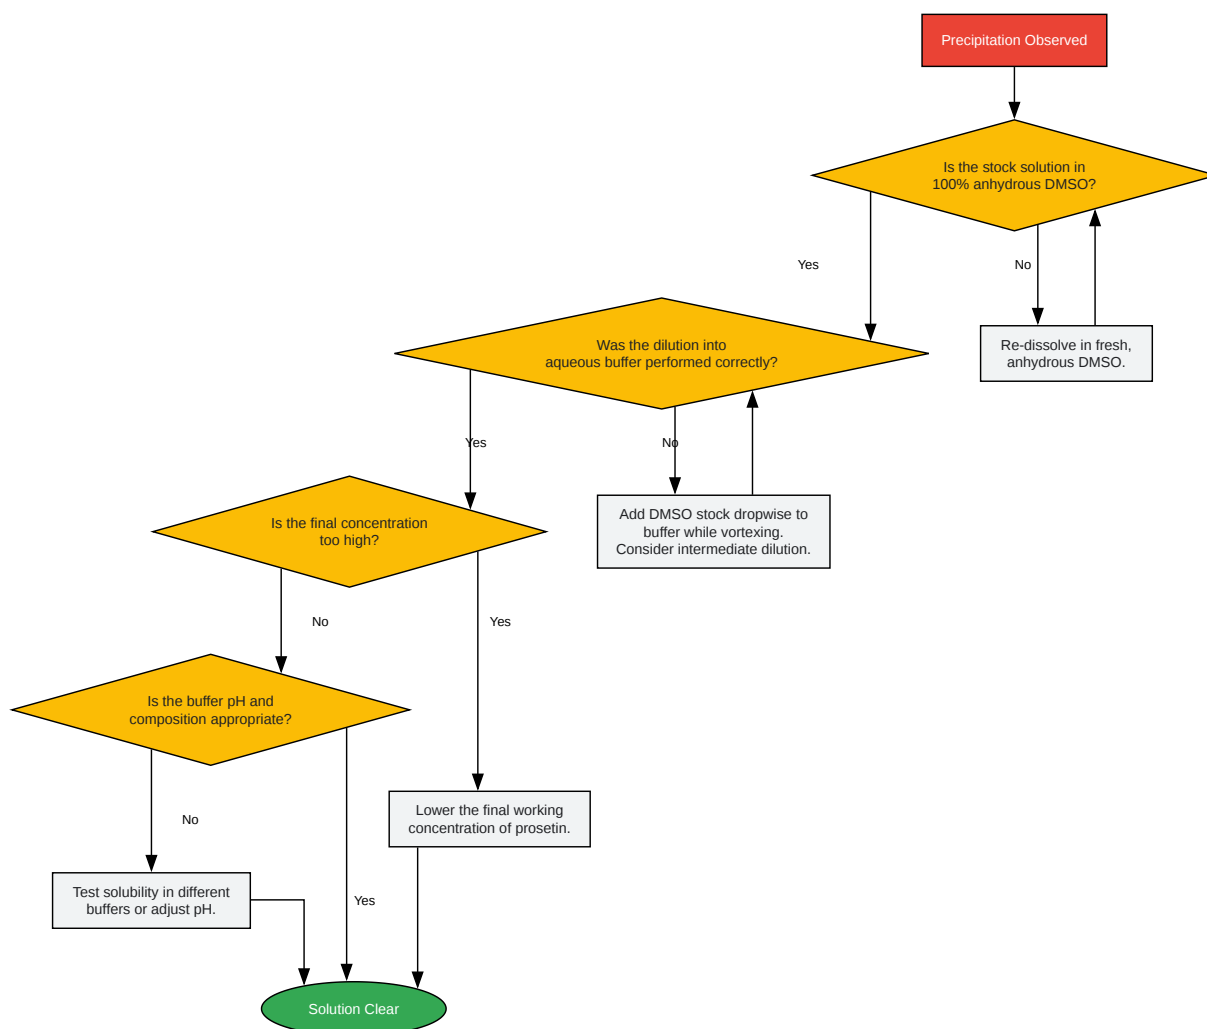 Precipitation Observed
Is the stock solution in
100% anhydrous DMSO?
Yes
No
Re-dissolve in fresh,
anhydrous DMSO.
Was the dilution into
aqueous buffer performed correctly?
Yes
No
Add DMSO stock dropwise to
buffer while vortexing.
Consider intermediate dilution.
Is the final concentration
too high?
No
Yes
Is the buffer pH and
composition appropriate?
Lower the final working
concentration of prosetin.
No
Test solubility in different
buffers or adjust pH.
Yes
Solution Clear